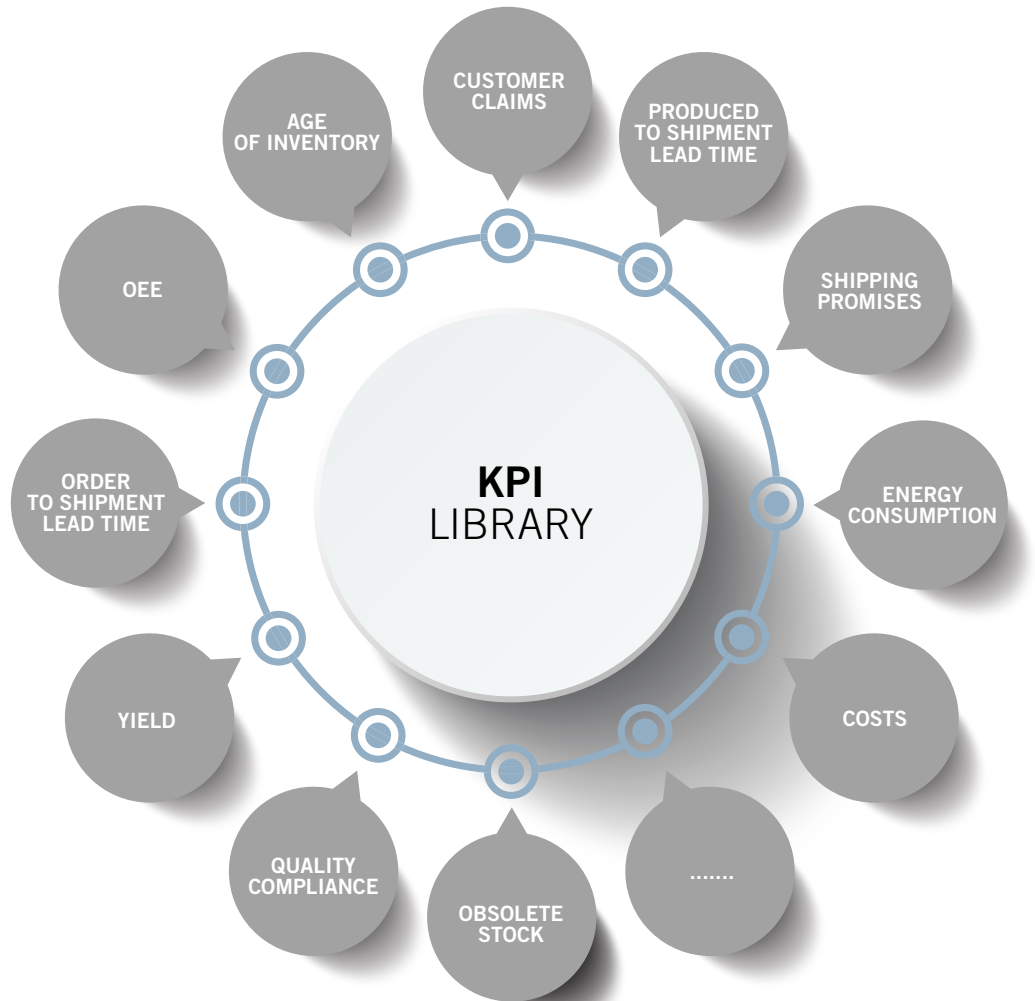 CUSTOMER
CLAIMS
PRODUCED
TO SHIPMENT
LEAD TIME
SHIPPING
PROMISES
ENERGY
CONSUMPTION
COSTS
.......
OBSOLETE
STOCK
QUALITY
COMPLIANCE
YIELD
ORDER
TO SHIPMENT
LEAD TIME
OEE
AGE
OF INVENTORY
KPI
LIBRARY